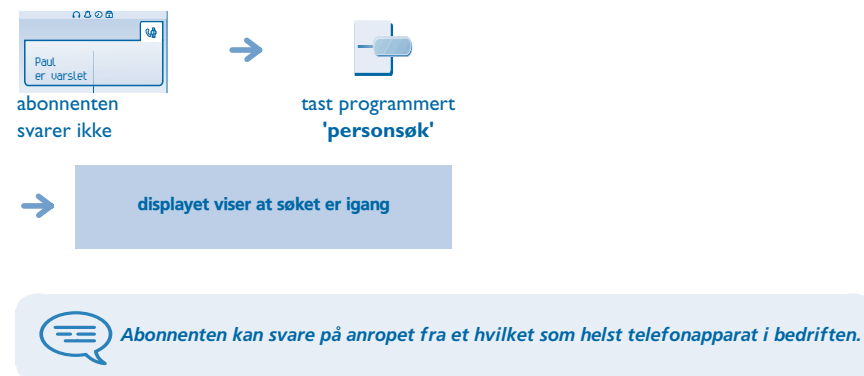 Paul
er varslet
abonnenten
svarer ikke
tast programmert
'personsøk'
displayet viser at søket er igang
Abonnenten kan svare på anropet fra et hvilket som helst telefonapparat i bedriften.